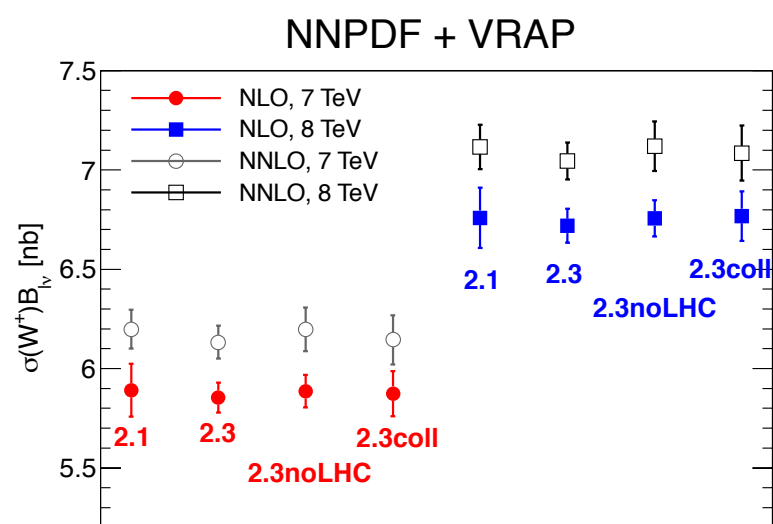 NNPDF + VRAP
7.5
7
6.5
6
5.5
σ(W⁺)B_{lν} [nb]
NLO, 7 TeV
NLO, 8 TeV
NNLO, 7 TeV
NNLO, 8 TeV
2.1
2.3
2.3noLHC
2.3coll
2.1
2.3
2.3noLHC
2.3coll